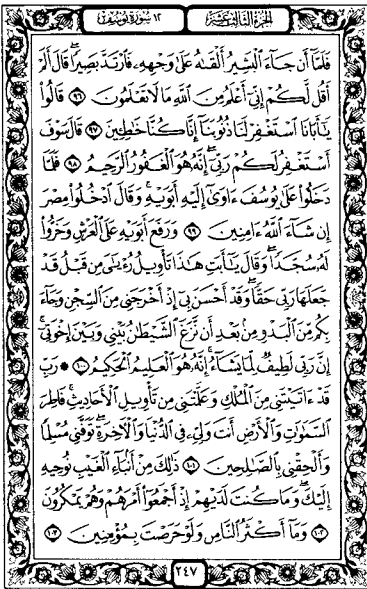 الجزء الثالث عشر ١٢ سورة يوسف
فَلَمَّآ أَن جَآءَ ٱلْبَشِيرُ أَلْقَىٰهُ عَلَىٰ وَجْهِهِۦ فَٱرْتَدَّ بَصِيرًا ۖ قَالَ أَلَمْ
أَقُل لَّكُمْ إِنِّىٓ أَعْلَمُ مِنَ ٱللَّهِ مَا لَا تَعْلَمُونَ ٩٦ قَالُوا۟
يَـٰٓأَبَانَا ٱسْتَغْفِرْ لَنَا ذُنُوبَنَآ إِنَّا كُنَّا خَـٰطِـِٔينَ ٩٧ قَالَ سَوْفَ
أَسْتَغْفِرُ لَكُمْ رَبِّىٓ ۖ إِنَّهُۥ هُوَ ٱلْغَفُورُ ٱلرَّحِيمُ ٩٨ فَلَمَّا
دَخَلُوا۟ عَلَىٰ يُوسُفَ ءَاوَىٰٓ إِلَيْهِ أَبَوَيْهِ وَقَالَ ٱدْخُلُوا۟ مِصْرَ
إِن شَآءَ ٱللَّهُ ءَامِنِينَ ٩٩ وَرَفَعَ أَبَوَيْهِ عَلَى ٱلْعَرْشِ وَخَرُّوا۟
لَهُۥ سُجَّدًا ۖ وَقَالَ يَـٰٓأَبَتِ هَـٰذَا تَأْوِيلُ رُءْيَـٰىَ مِن قَبْلُ قَدْ
جَعَلَهَا رَبِّى حَقًّا ۖ وَقَدْ أَحْسَنَ بِىٓ إِذْ أَخْرَجَنِى مِنَ ٱلسِّجْنِ وَجَآءَ
بِكُم مِّنَ ٱلْبَدْوِ مِنۢ بَعْدِ أَن نَّزَغَ ٱلشَّيْطَـٰنُ بَيْنِى وَبَيْنَ إِخْوَتِىٓ ۚ
إِنَّ رَبِّى لَطِيفٌ لِّمَا يَشَآءُ ۚ إِنَّهُۥ هُوَ ٱلْعَلِيمُ ٱلْحَكِيمُ ١٠٠ ۞ رَبِّ
قَدْ ءَاتَيْتَنِى مِنَ ٱلْمُلْكِ وَعَلَّمْتَنِى مِن تَأْوِيلِ ٱلْأَحَادِيثِ ۚ فَاطِرَ
ٱلسَّمَـٰوَٰتِ وَٱلْأَرْضِ أَنتَ وَلِىِّۦ فِى ٱلدُّنْيَا وَٱلْـَٔاخِرَةِ ۖ تَوَفَّنِى مُسْلِمًا
وَأَلْحِقْنِى بِٱلصَّـٰلِحِينَ ١٠١ ذَٰلِكَ مِنْ أَنۢبَآءِ ٱلْغَيْبِ نُوحِيهِ
إِلَيْكَ ۖ وَمَا كُنتَ لَدَيْهِمْ إِذْ أَجْمَعُوٓا۟ أَمْرَهُمْ وَهُمْ يَمْكُرُونَ
١٠٢ وَمَآ أَكْثَرُ ٱلنَّاسِ وَلَوْ حَرَصْتَ بِمُؤْمِنِينَ ١٠٣
٢٤٧